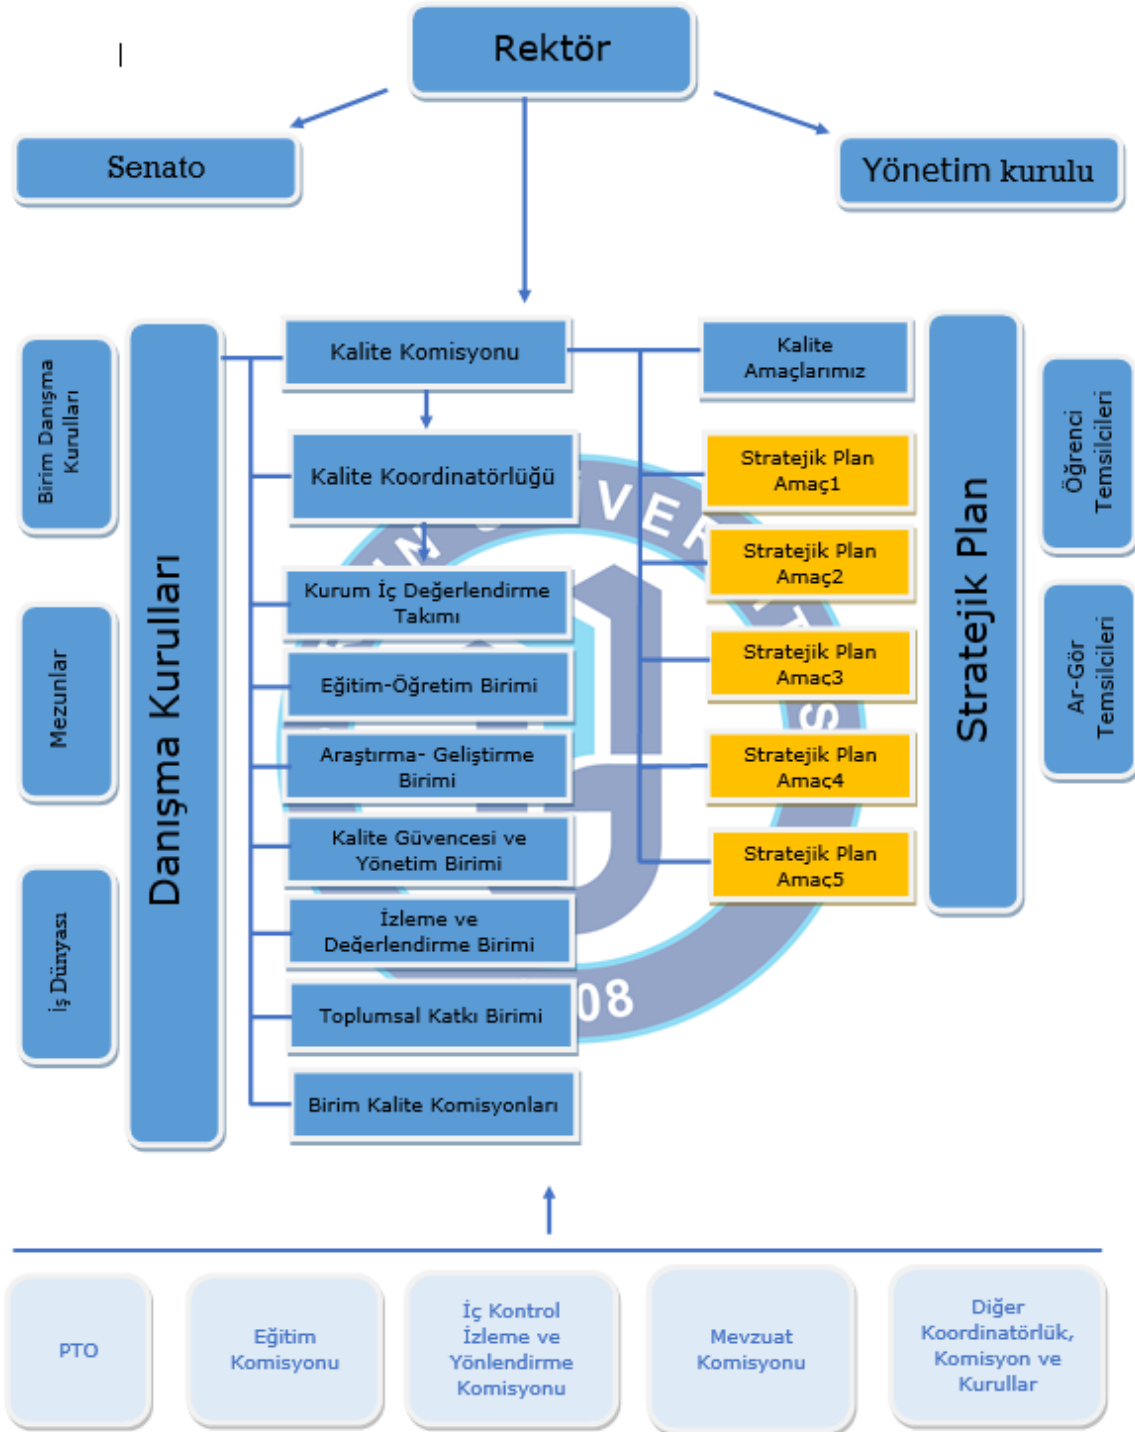 Rektör
Senato
Yönetim kurulu
Birim Danışma
Kurulları
Mezunlar
İş Dünyası
Danışma Kurulları
Kalite Komisyonu
Kalite Koordinatörlüğü
Kurum İç Değerlendirme
Takımı
Eğitim-Öğretim Birimi
Araştırma- Geliştirme
Birimi
Kalite Güvencesi ve
Yönetim Birimi
İzleme ve
Değerlendirme Birimi
Toplumsal Katkı Birimi
Birim Kalite Komisyonları
Kalite
Amaçlarımız
Stratejik Plan
Amaç1
Stratejik Plan
Amaç2
Stratejik Plan
Amaç3
Stratejik Plan
Amaç4
Stratejik Plan
Amaç5
Stratejik Plan
Öğrenci
Temsilcileri
Ar-Gör
Temsilcileri
08
PTO
Eğitim
Komisyonu
İç Kontrol
İzleme ve
Yönlendirme
Komisyonu
Mevzuat
Komisyonu
Diğer
Koordinatörlük,
Komisyon ve
Kurullar